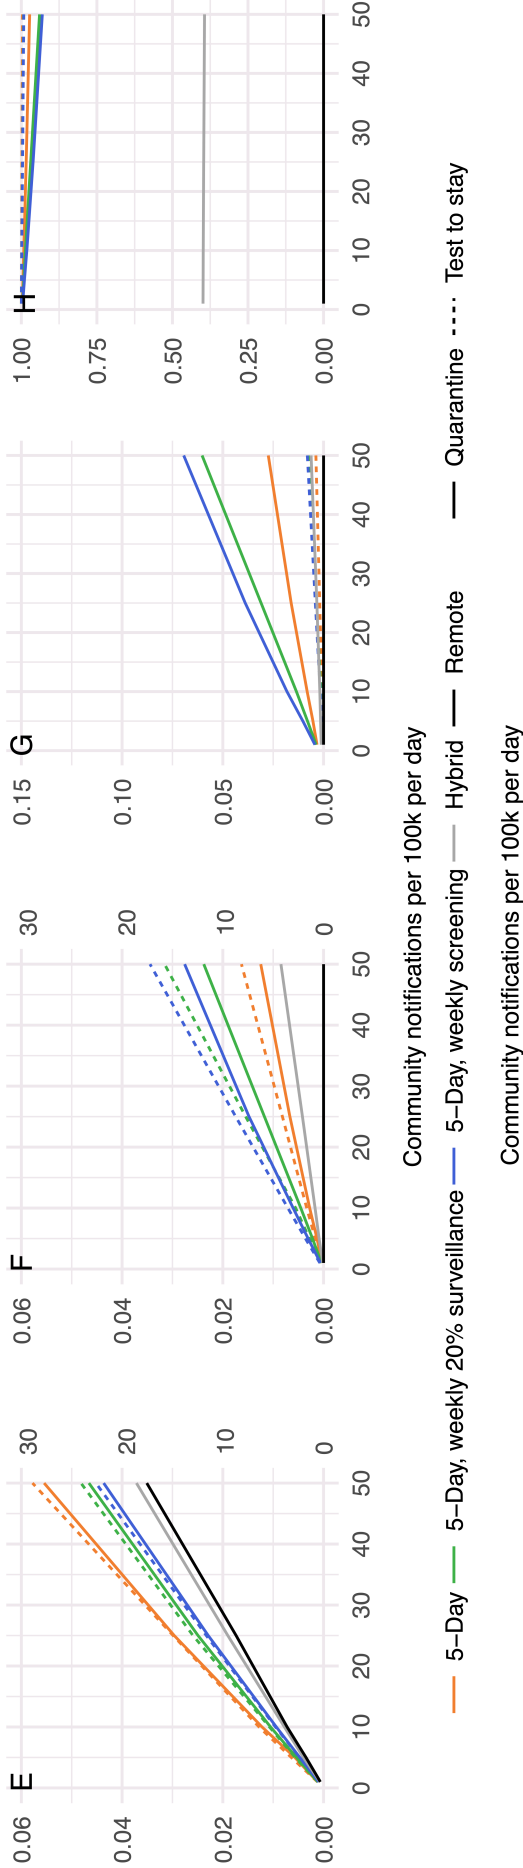 E
F
G
H
0.06
0.04
0.02
0.00
30
20
10
0
0 10 20 30 40 50
0.06
0.04
0.02
0.00
30
20
10
0
0 10 20 30 40 50
0.15
0.10
0.05
0.00
0 10 20 30 40 50
1.00
0.75
0.50
0.25
0.00
0 10 20 30 40 50
Community notifications per 100k per day
5−Day 5−Day, weekly 20% surveillance 5−Day, weekly screening Hybrid Remote Quarantine Test to stay
Community notifications per 100k per day